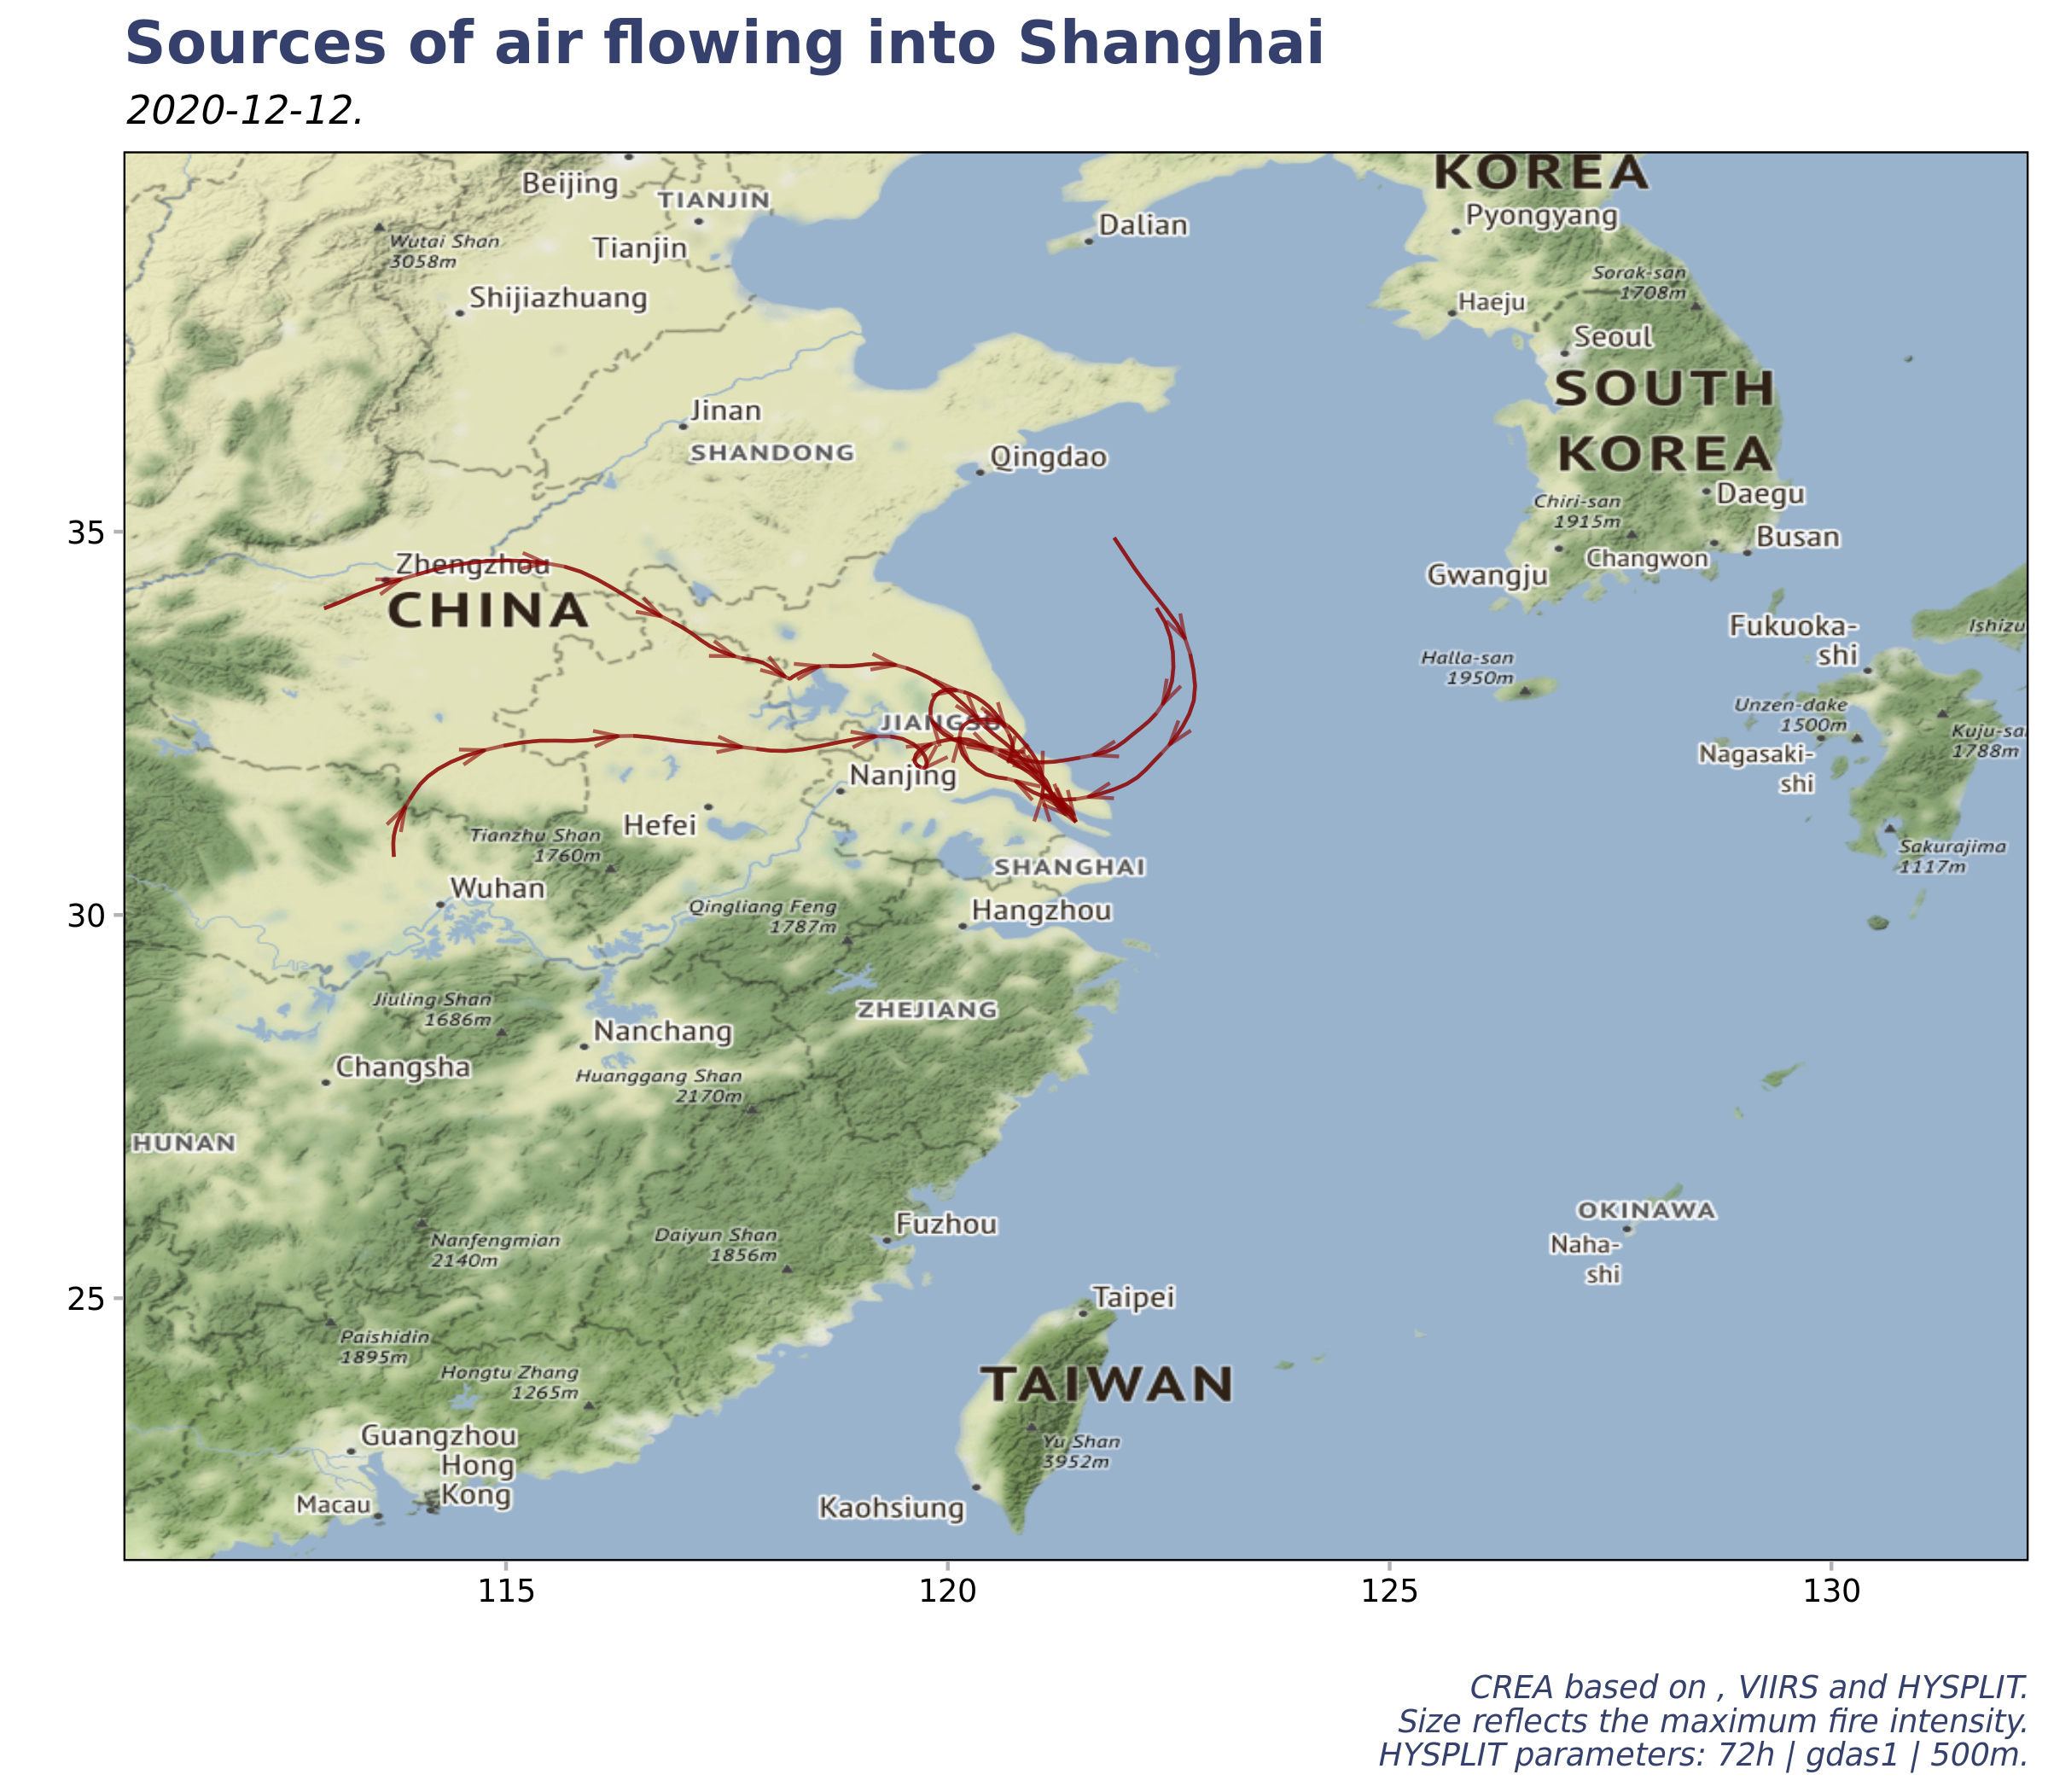 Sources of air flowing into Shanghai
2020-12-12.
KOREA
Beijing
TIANJIN
Pyongyang
Dalian
Wutai Shan
3058m
Tianjin
Sorak-san
1708m
Shijiazhuang
Haeju
Seoul
SOUTH
KOREA
Jinan
SHANDONG
Qingdao
Daegu
Chiri-san
1915m
35
Busan
Changwon
Zhengzhou
Gwangju
CHINA
Fukuoka-
shi
Ishizu
Halla-san
1950m
Unzen-dake
1500m
JIANGSU
Kuju-sa
1788m
Nagasaki-
shi
Nanjing
Hefei
Tianzhu Shan
1760m
Sakurajima
1117m
SHANGHAI
Wuhan
30
Qingliang Feng
1787m
Hangzhou
Jiuling Shan
1686m
ZHEJIANG
Nanchang
Changsha
Huanggang Shan
2170m
HUNAN
OKINAWA
Fuzhou
Naha-
shi
Nanfengmian
2140m
Daiyun Shan
1856m
25
Taipei
Paishidin
1895m
TAIWAN
Hongtu Zhang
1265m
Guangzhou
Yu Shan
3952m
Hong
Kong
Macau
Kaohsiung
115
120
125
130
CREA based on , VIIRS and HYSPLIT.
Size reflects the maximum fire intensity.
HYSPLIT parameters: 72h | gdas1 | 500m.